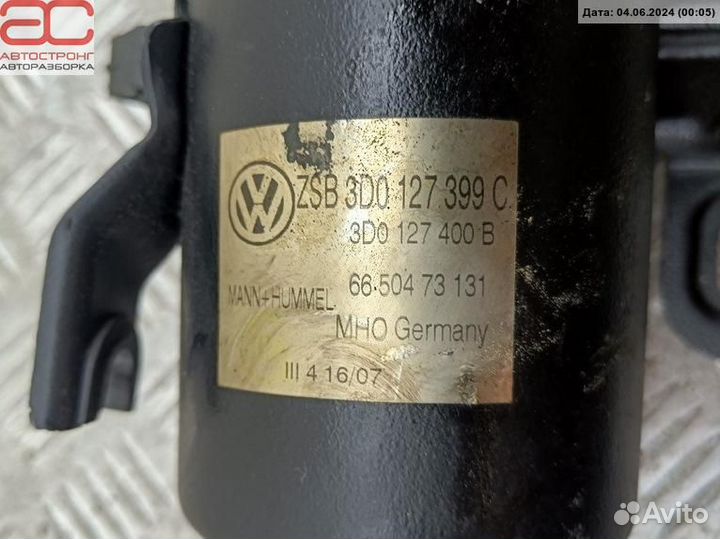 АС
АВТОСТРОНГ
АВТОРАЗБОРКА
Дата: 04.06.2024 (00:05)
ZSB 3D0 127 399 C
3D0 127 400 B
MANN+HUMMEL 66.504 73 131
MHO Germany
III 4 16/07
Avito